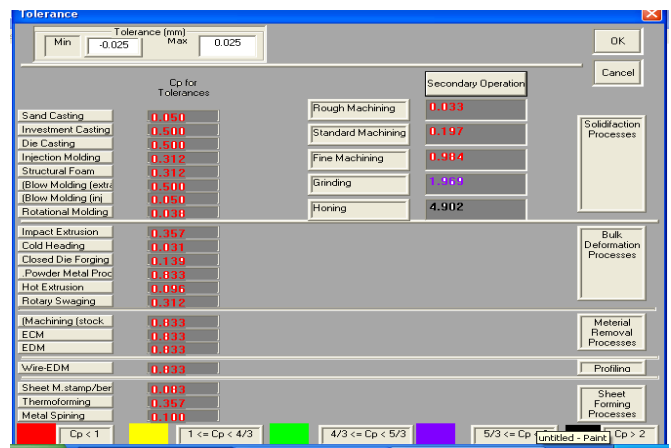 Tolerance
Tolerance (mm)
Min -0.025 Max 0.025
OK
Cancel
Cp for
Tolerances
Secondary Operation
Sand Casting 0.050
Investment Casting 0.500
Die Casting 0.500
Injection Molding 0.312
Structural Foam 0.312
(Blow Molding (extra 0.500
(Blow Molding (inj 0.050
Rotational Molding 0.038
Rough Machining 0.033
Standard Machining 0.197
Fine Machining 0.984
Grinding 1.969
Honing 4.902
Solidifaction
Processes
Impact Extrusion 0.357
Cold Heading 0.031
Closed Die Forging 0.139
.Powder Metal Proc 0.833
Hot Extrusion 0.096
Rotary Swaging 0.312
Bulk
Deformation
Processes
(Machining (stock 0.833
ECM 0.833
EDM 0.833
Meterial
Removal
Processes
Wire-EDM 0.833
Profiling
Sheet M.stamp/ber 0.083
Thermoforming 0.357
Metal Spining 0.100
Sheet
Forming
Processes
Cp < 1
1 <= Cp < 4/3
4/3 <= Cp < 5/3
5/3 <= Cp <
Cp > 2
untitled - Paint